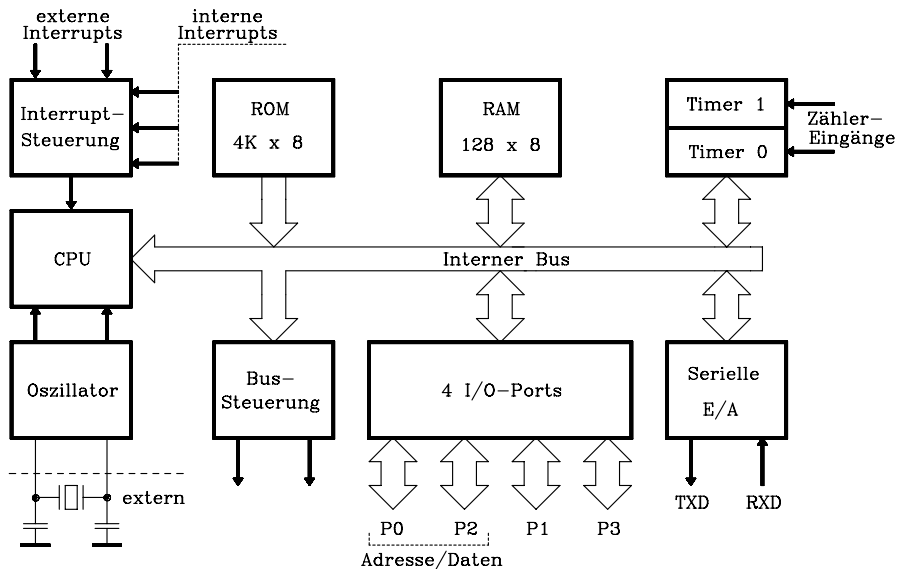 externe
Interrupts
interne
Interrupts
Interrupt-
Steuerung
ROM
4K x 8
RAM
128 x 8
Timer 1
Timer 0
Zähler-
Eingänge
CPU
Interner Bus
Oszillator
Bus-
Steuerung
4 I/O-Ports
Serielle
E/A
extern
P0
P2
P1
P3
TXD
RXD
Adresse/Daten